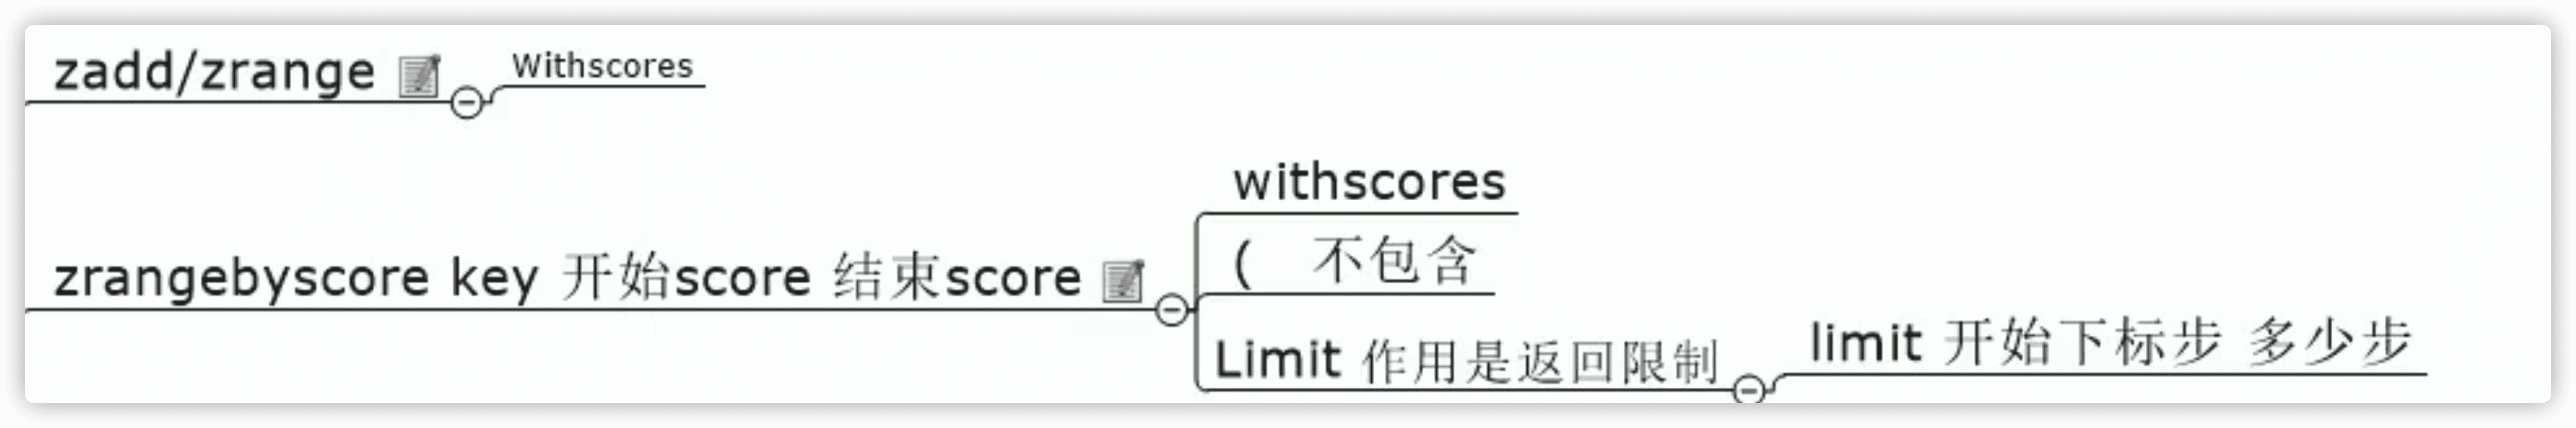 zadd/zrange
Withscores
zrangebyscore key 开始score 结束score
withscores
( 不包含
Limit 作用是返回限制
limit 开始下标步 多少步